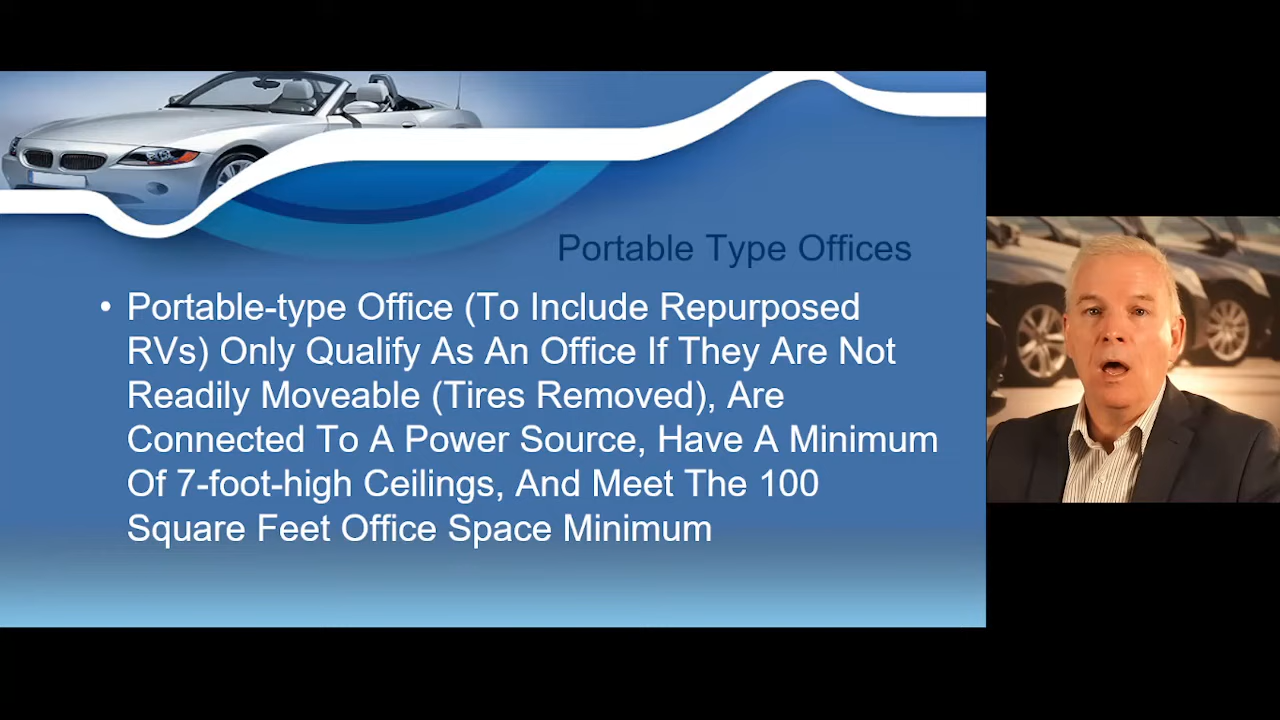 Portable Type Offices
• Portable-type Office (To Include Repurposed
RVs) Only Qualify As An Office If They Are Not
Readily Moveable (Tires Removed), Are
Connected To A Power Source, Have A Minimum
Of 7-foot-high Ceilings, And Meet The 100
Square Feet Office Space Minimum